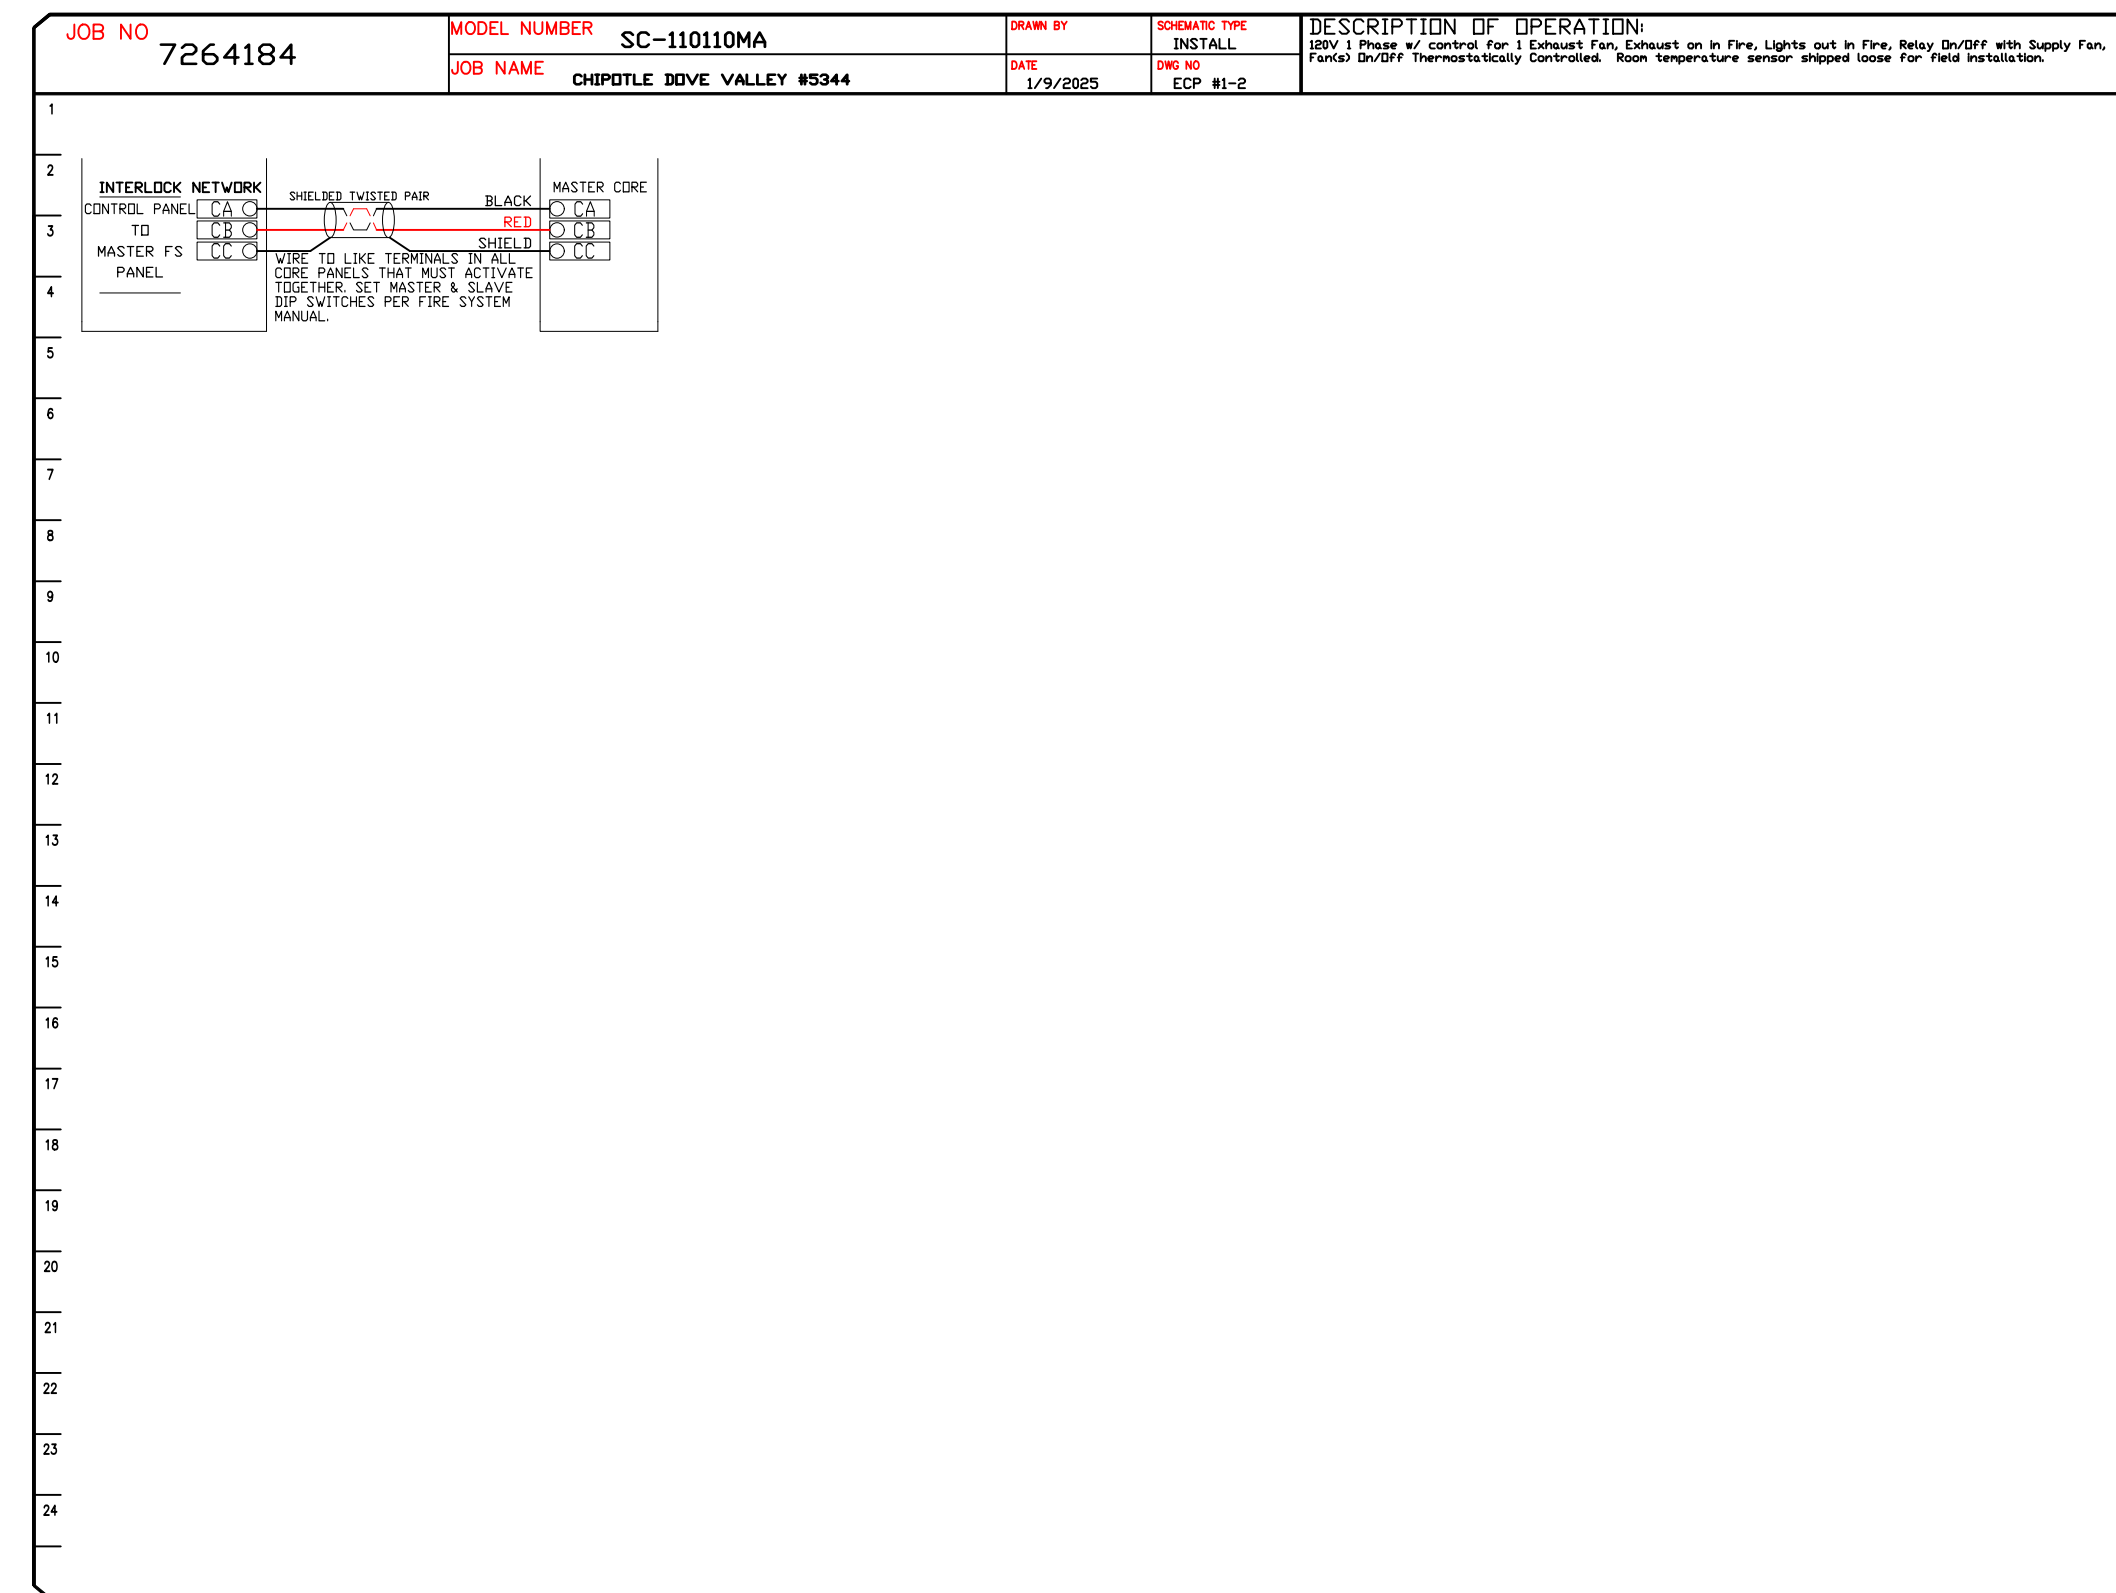 JOB NO
7264184
MODEL NUMBER
SC-110110MA
JOB NAME
CHIPOTLE DOVE VALLEY #5344
DRAWN BY
DATE
1/9/2025
SCHEMATIC TYPE
INSTALL
DWG NO
ECP #1-2
DESCRIPTION OF OPERATION:
120V 1 Phase w/ control for 1 Exhaust Fan, Exhaust on in Fire, Lights out in Fire, Relay On/Off with Supply Fan,
Fan(s) On/Off Thermostatically Controlled. Room temperature sensor shipped loose for field installation.
1
2
3
4
5
6
7
8
9
10
11
12
13
14
15
16
17
18
19
20
21
22
23
24
INTERLOCK NETWORK
CONTROL PANEL
TO
MASTER FS
PANEL
CA
CB
CC
SHIELDED TWISTED PAIR
BLACK
RED
SHIELD
WIRE TO LIKE TERMINALS IN ALL
CORE PANELS THAT MUST ACTIVATE
TOGETHER. SET MASTER & SLAVE
DIP SWITCHES PER FIRE SYSTEM
MANUAL.
MASTER CORE
CA
CB
CC